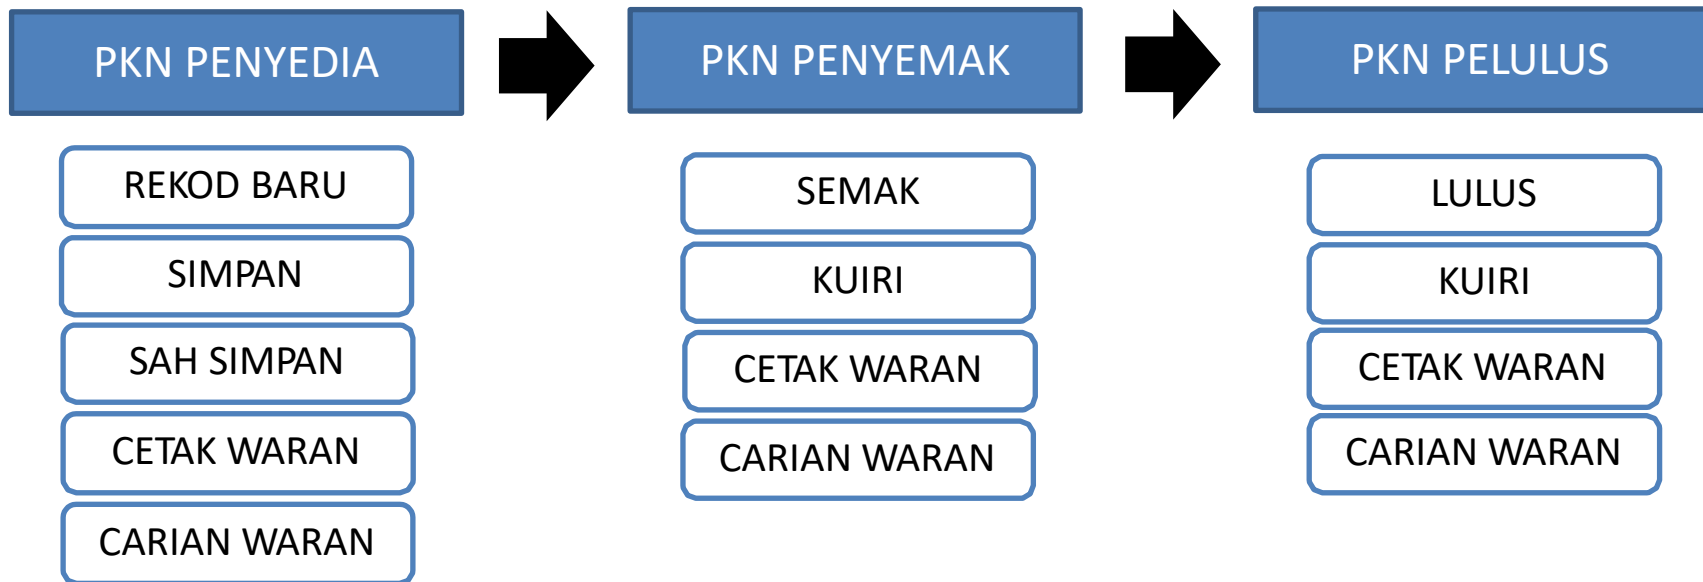 PKN PENYEDIA
REKOD BARU
SIMPAN
SAH SIMPAN
CETAK WARAN
CARIAN WARAN
PKN PENYEMAK
SEMAK
KUIRI
CETAK WARAN
CARIAN WARAN
PKN PELULUS
LULUS
KUIRI
CETAK WARAN
CARIAN WARAN